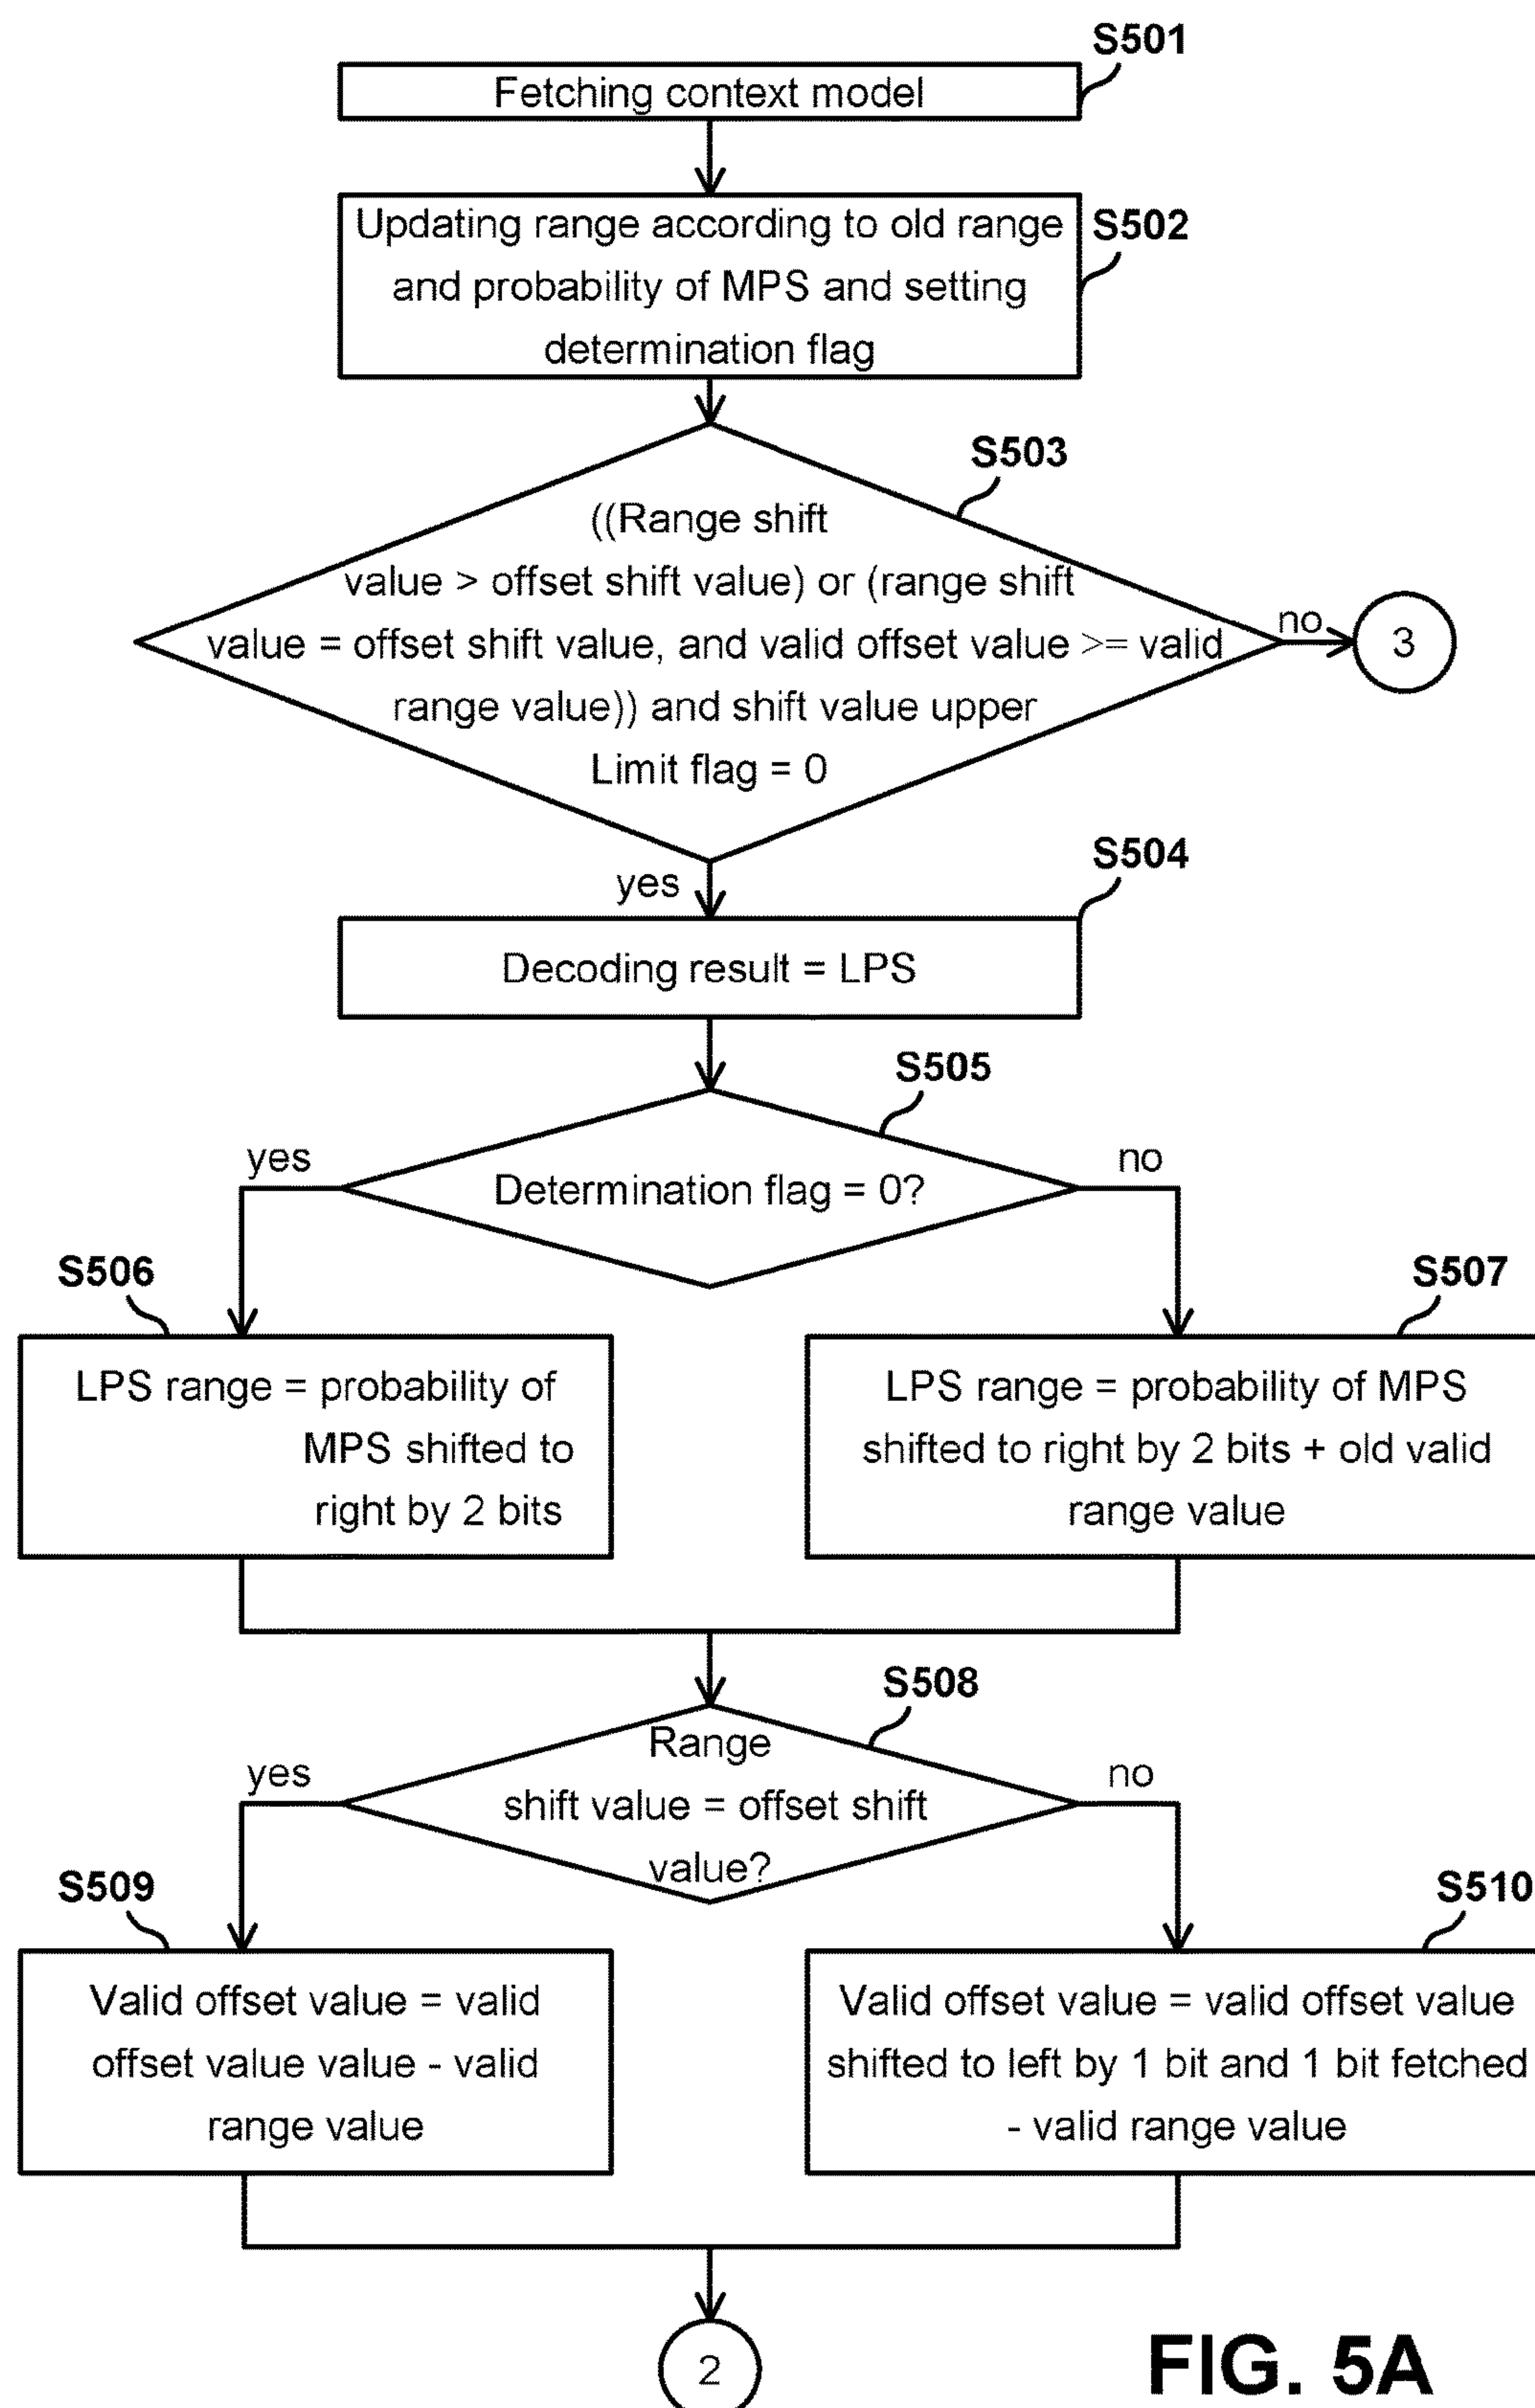 S501
Fetching context model
S502
Updating range according to old range
and probability of MPS and setting
determination flag
S503
((Range shift
value > offset shift value) or (range shift
value = offset shift value, and valid offset value >= valid
range value)) and shift value upper
Limit flag = 0
no
3
yes
S504
Decoding result = LPS
S505
Determination flag = 0?
yes
no
S506
LPS range = probability of
MPS shifted to
right by 2 bits
S507
LPS range = probability of MPS
shifted to right by 2 bits + old valid
range value
S508
Range
shift value = offset shift
value?
yes
no
S509
Valid offset value = valid
offset value value - valid
range value
S510
Valid offset value = valid offset value
shifted to left by 1 bit and 1 bit fetched
- valid range value
2
FIG. 5A